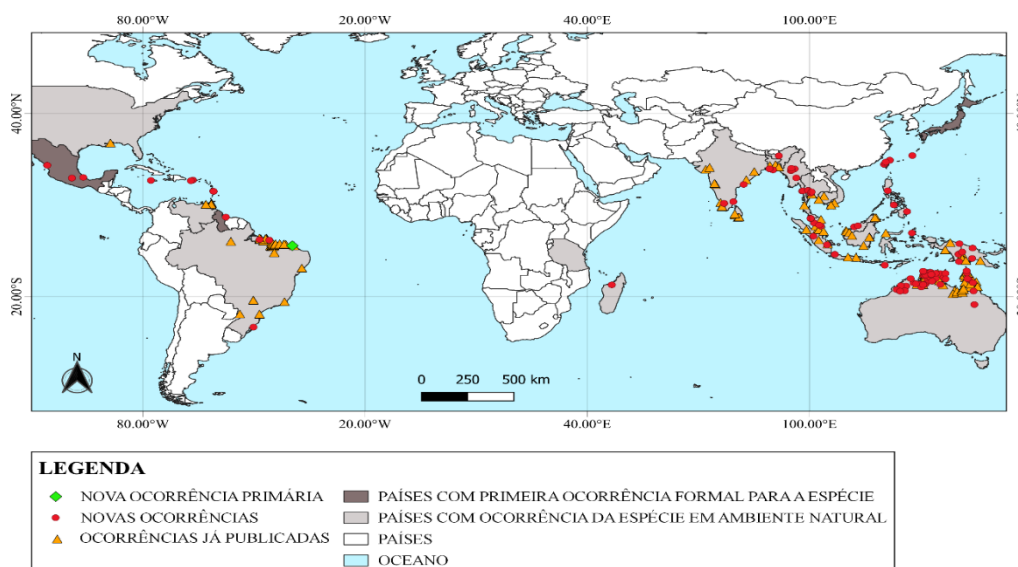 80.00°W 20.00°W 40.00°E 100.00°E
40.00°N
20.00°S
N
0 250 500 km
80.00°W 20.00°W 40.00°E 100.00°E
LEGENDA
NOVA OCORRÊNCIA PRIMÁRIA
NOVAS OCORRÊNCIAS
OCORRÊNCIAS JÁ PUBLICADAS
PAÍSES COM PRIMEIRA OCORRÊNCIA FORMAL PARA A ESPÉCIE
PAÍSES COM OCORRÊNCIA DA ESPÉCIE EM AMBIENTE NATURAL
PAÍSES
OCEANO